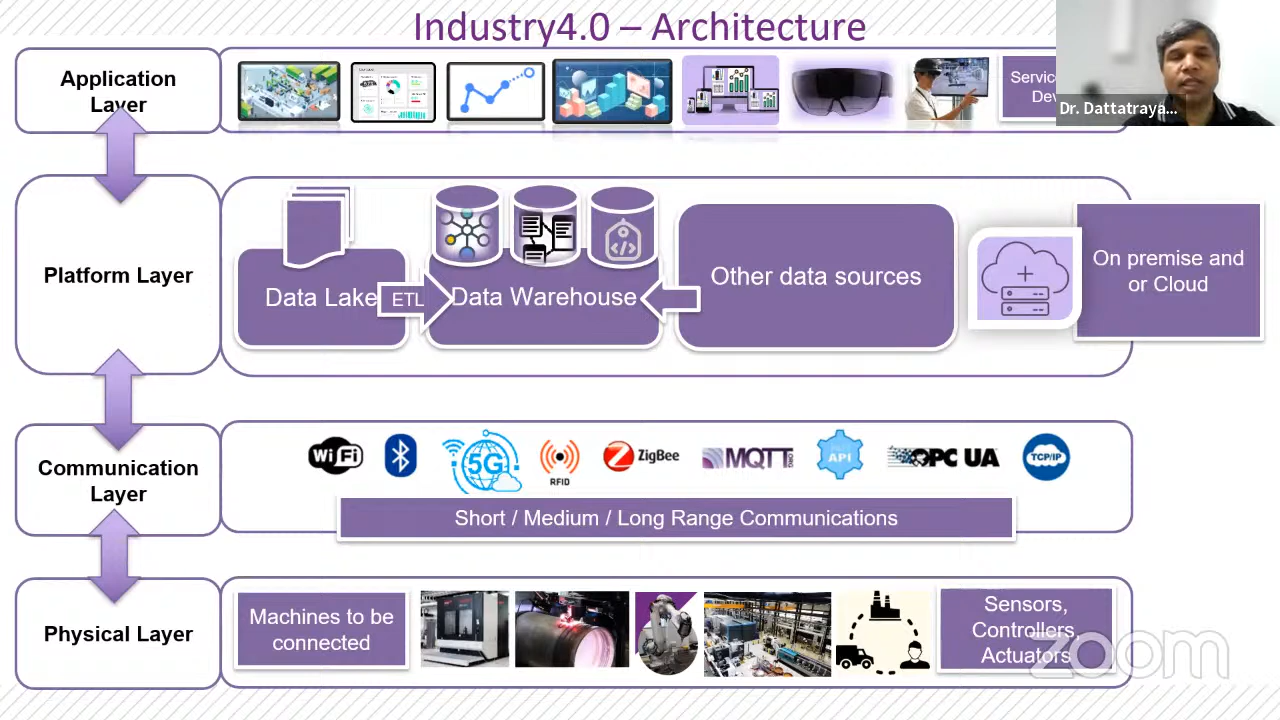 Industry4.0 – Architecture
Application
Layer
Dr. Dattatraya...
Platform Layer
Data Lake
ETL
Data Warehouse
Other data sources
On premise and
or Cloud
Communication
Layer
WiFi
5G
RFID
ZigBee
MQTT
.ORG
API
OPC UA
TCP/IP
Short / Medium / Long Range Communications
Physical Layer
Machines to be
connected
Sensors,
Controllers,
Actuators
zoom